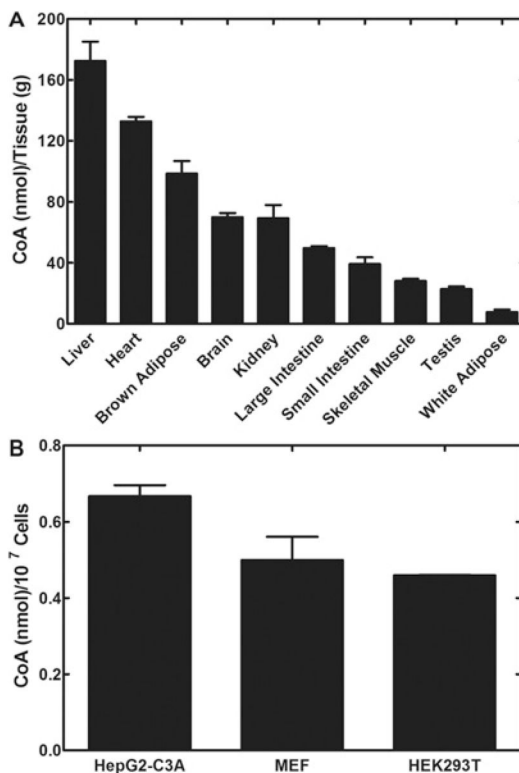 A
CoA (nmol)/Tissue (g)
200
160
120
80
40
0
Liver
Heart
Brown Adipose
Brain
Kidney
Large Intestine
Small Intestine
Skeletal Muscle
Testis
White Adipose
B
CoA (nmol)/10 7 Cells
0.8
0.6
0.4
0.2
0.0
HepG2-C3A
MEF
HEK293T